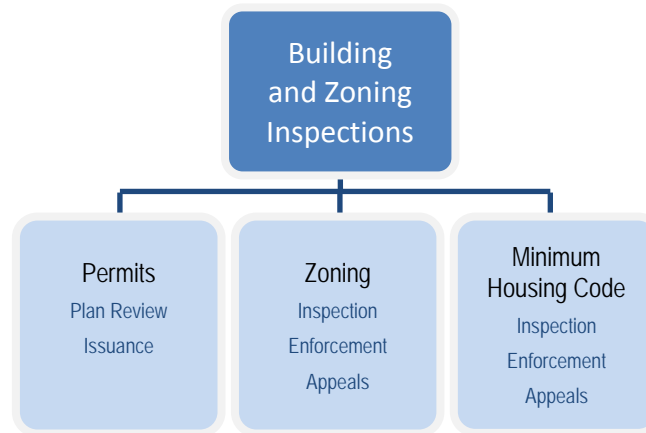 Building
and Zoning
Inspections
Permits
Plan Review
Issuance
Zoning
Inspection
Enforcement
Appeals
Minimum
Housing Code
Inspection
Enforcement
Appeals